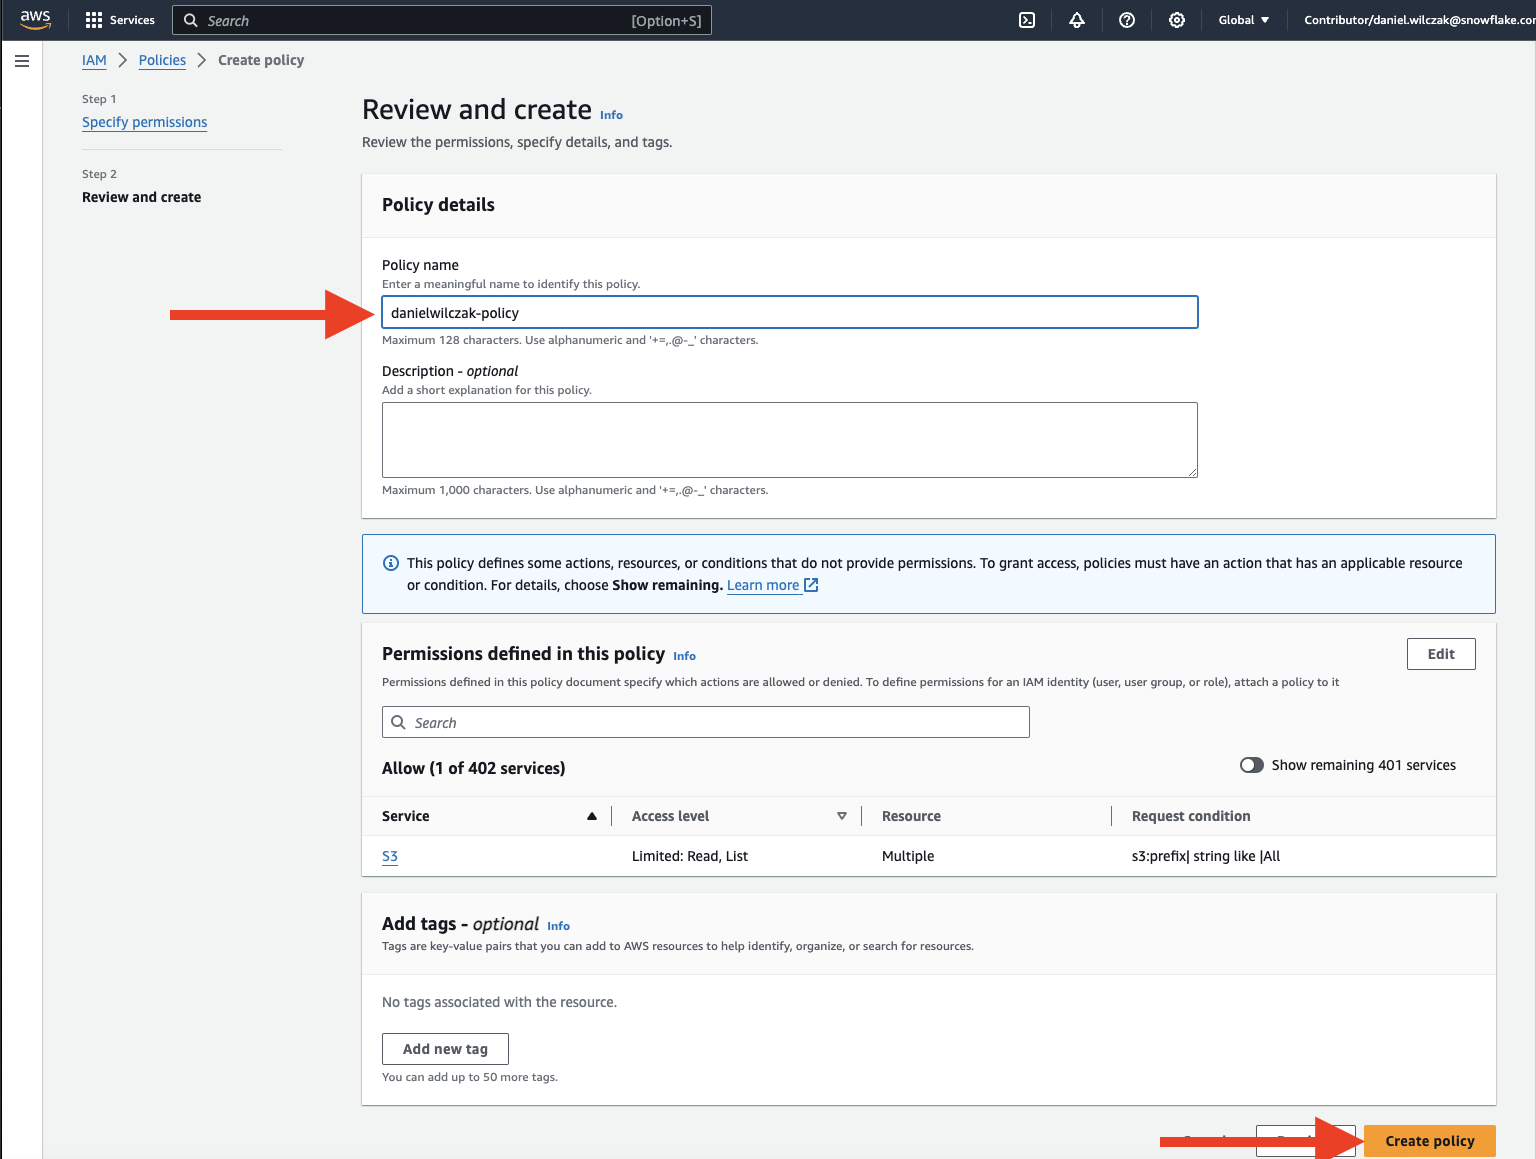 aws
Services
Search
[Option+S]
Global
Contributor/daniel.wilczak@snowflake.co
IAM
Policies
Create policy
Step 1
Specify permissions
Step 2
Review and create
Review and create Info
Review the permissions, specify details, and tags.
Policy details
Policy name
Enter a meaningful name to identify this policy.
danielwilczak-policy
Maximum 128 characters. Use alphanumeric and '+=,.@-_' characters.
Description - optional
Add a short explanation for this policy.
Maximum 1,000 characters. Use alphanumeric and '+=,.@-_' characters.
This policy defines some actions, resources, or conditions that do not provide permissions. To grant access, policies must have an action that has an applicable resource
or condition. For details, choose Show remaining. Learn more
Permissions defined in this policy Info
Edit
Permissions defined in this policy document specify which actions are allowed or denied. To define permissions for an IAM identity (user, user group, or role), attach a policy to it
Search
Allow (1 of 402 services)
Show remaining 401 services
Service
Access level
Resource
Request condition
S3
Limited: Read, List
Multiple
s3:prefix| string like |All
Add tags - optional Info
Tags are key-value pairs that you can add to AWS resources to help identify, organize, or search for resources.
No tags associated with the resource.
Add new tag
You can add up to 50 more tags.
Create policy